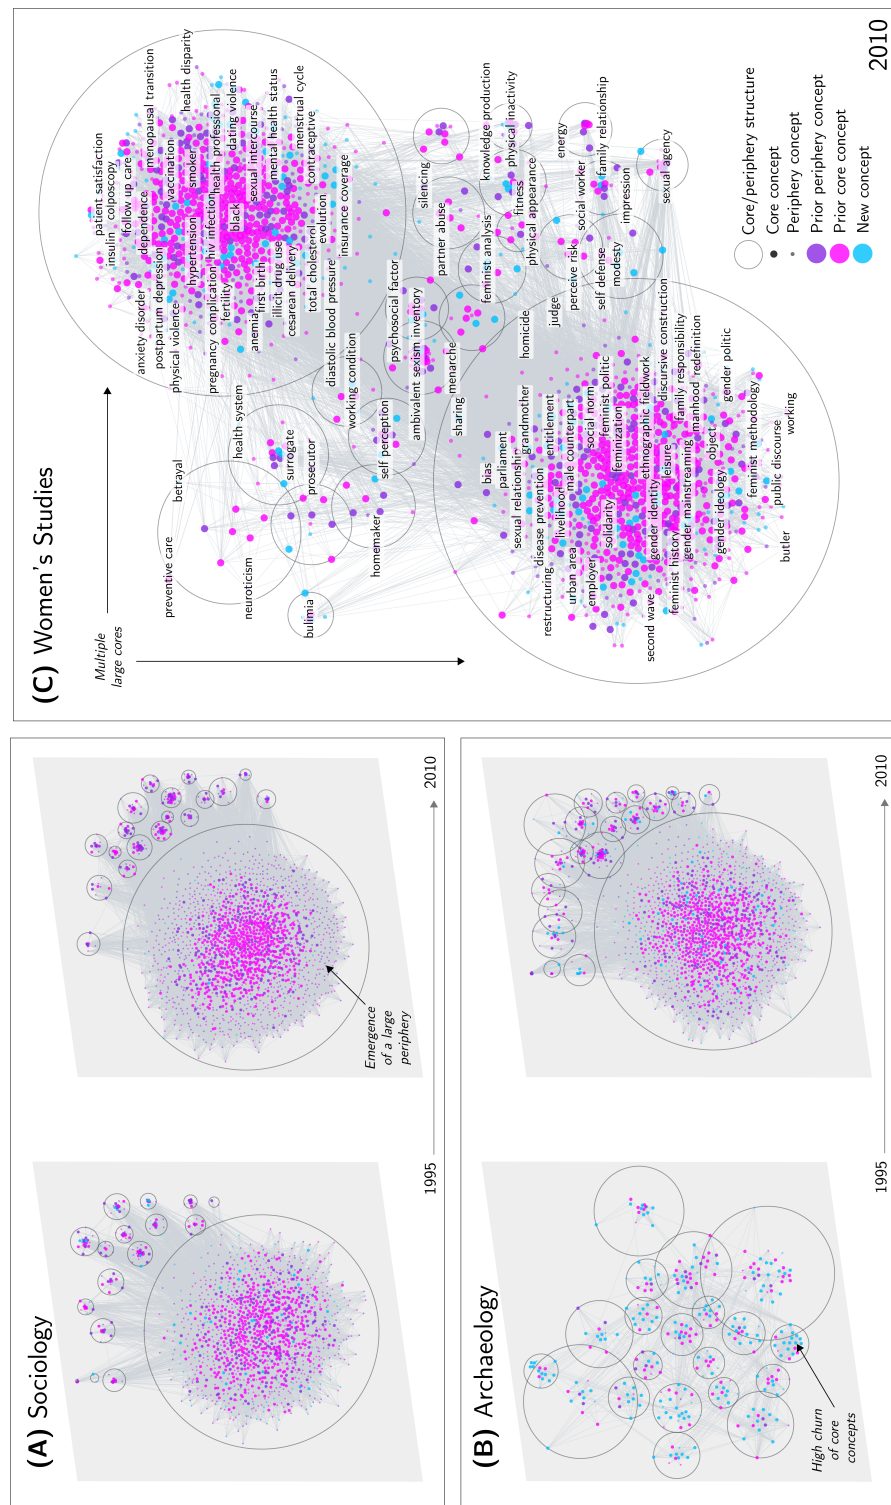 (A) Sociology
Emergence
of a large
periphery
1995
2010
(B) Archaeology
High churn
of core
concepts
1995
2010
(C) Women's Studies
Multiple
large cores
preventive care
betrayal
neuroticism
health system
surrogate
prosecutor
bulimia
homemaker
self perception
working condition
patient satisfaction
insulin
colposcopy
follow up care
anxiety disorder
dependence
menopausal transition
postpartum depression
vaccination
health disparity
physical violence
hypertension
smoker
pregnancy complication
hiv infection
health professional
fertility
black
dating violence
anemia
first birth
sexual intercourse
illicit drug use
mental health status
cesarean delivery
menstrual cycle
total cholesterol
contraceptive
evolution
diastolic blood pressure
insurance coverage
psychosocial factor
ambivalent sexism inventory
silencing
partner abuse
menarche
sharing
feminist analysis
knowledge production
physical inactivity
fitness
physical appearance
homicide
judge
energy
perceive risk
social worker
family relationship
self defense
modesty
impression
sexual agency
bias
parliament
sexual relationship
grandmother
disease prevention
entitlement
restructuring
livelihood
male counterpart
urban area
employer
social norm
solidarity
feminist politic
feminization
second wave
gender identity
ethnographic fieldwork
feminist history
leisure
discursive construction
gender mainstreaming
family responsibility
manhood redefinition
gender ideology
object
gender politic
feminist methodology
public discourse
butler
working
Core/periphery structure
Core concept
Periphery concept
Prior periphery concept
Prior core concept
New concept
2010